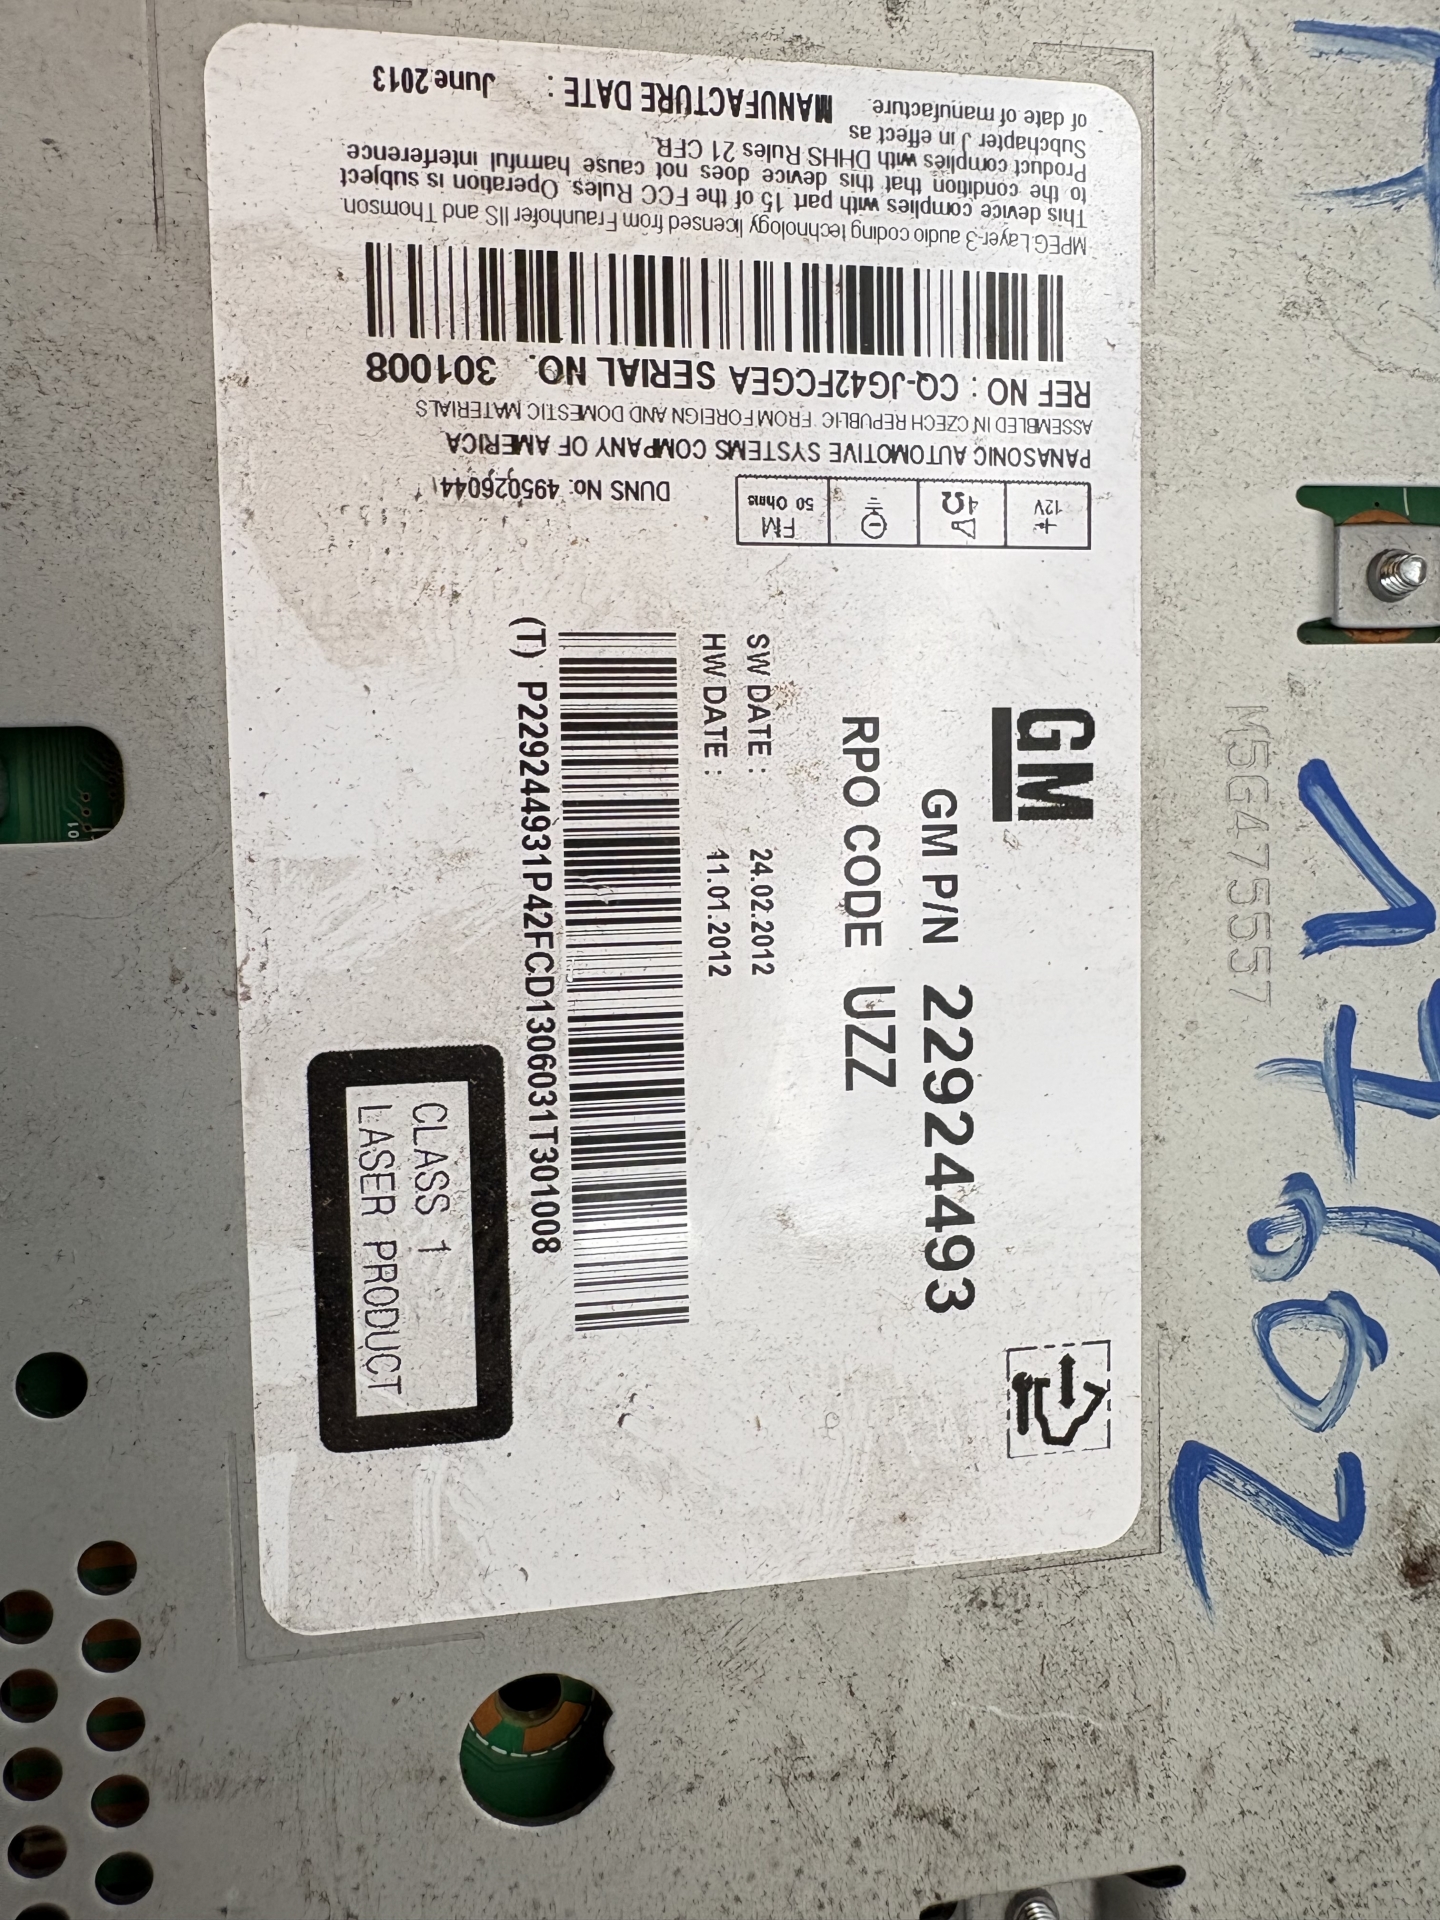 GM
GM P/N 22924493
RPO CODE UZZ
SW DATE : 24.02.2012
HW DATE : 11.01.2012
(T) P229244931P42FCD1306031T301008
CLASS 1
LASER PRODUCT
+ 12V
4Ω
FM 50 Ohms
DUNS No: 495026044
PANASONIC AUTOMOTIVE SYSTEMS COMPANY OF AMERICA
ASSEMBLED IN CZECH REPUBLIC. FROM FOREIGN AND DOMESTIC MATERIALS
REF NO : CQ-JG42FCGEA SERIAL NO. 301008
MPEG Layer-3 audio coding technology licensed from Fraunhofer IIS and Thomson.
This device complies with part 15 of the FCC Rules. Operation is subject
to the condition that this device does not cause harmful interference.
Product complies with DHHS Rules 21 CFR,
Subchapter J in effect as
of date of manufacture. MANUFACTURE DATE : June.2013
M5G475557